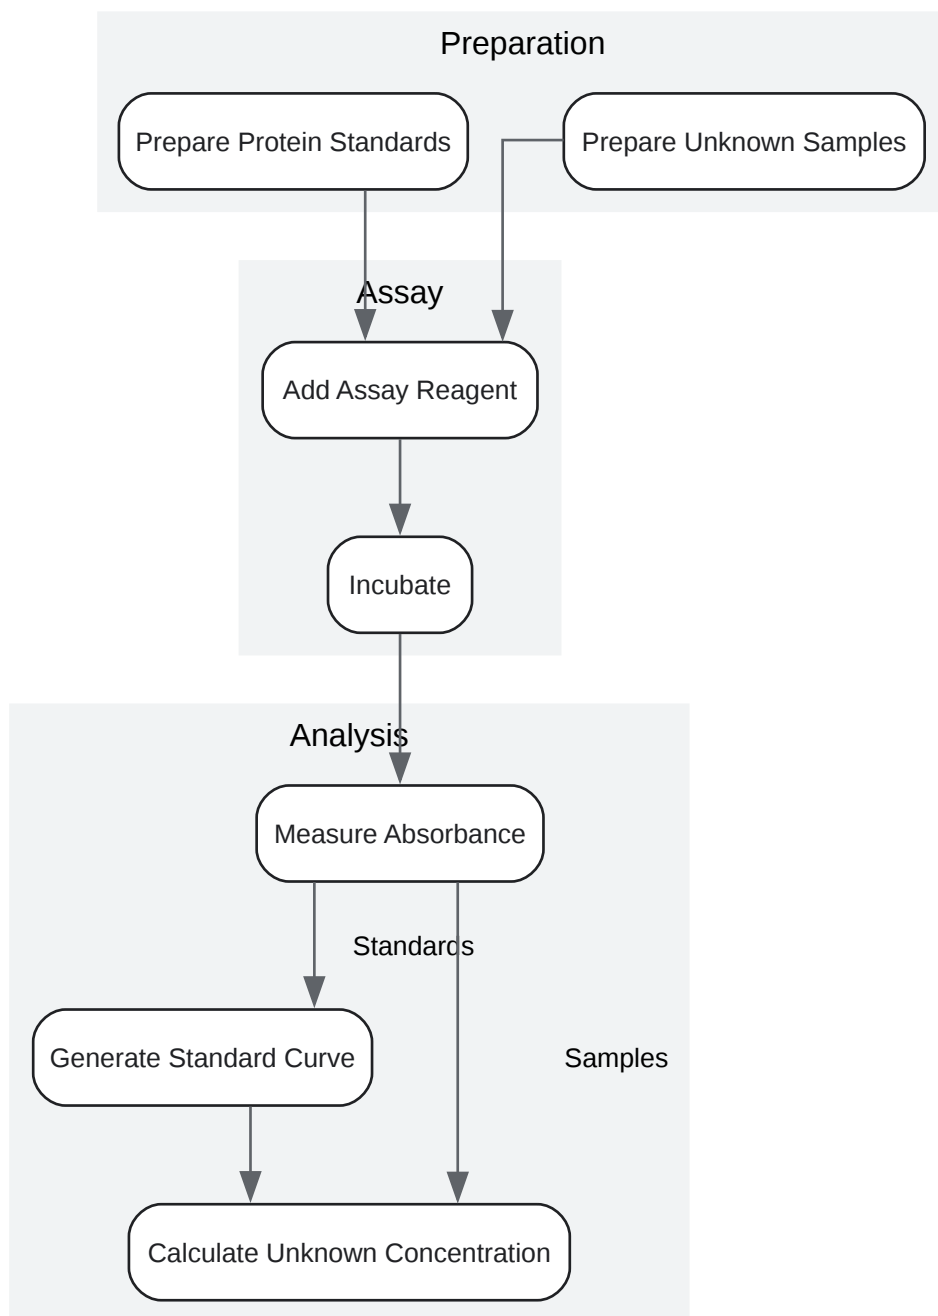 Preparation
Prepare Protein Standards
Prepare Unknown Samples
Assay
Add Assay Reagent
Incubate
Analysis
Measure Absorbance
Standards
Generate Standard Curve
Samples
Calculate Unknown Concentration